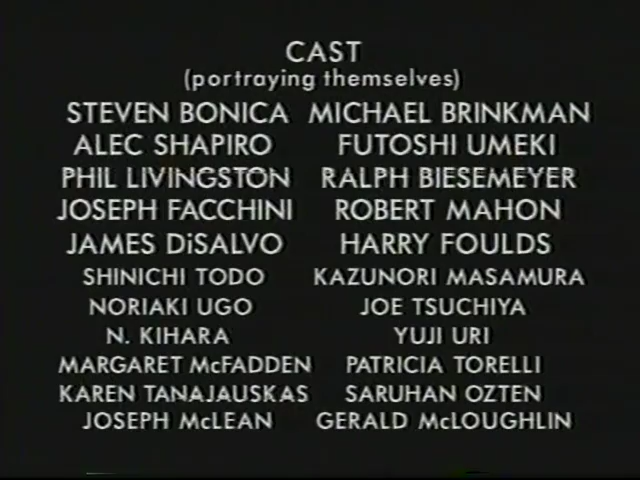 CAST
(portraying themselves)
STEVEN BONICA MICHAEL BRINKMAN
ALEC SHAPIRO FUTOSHI UMEKI
PHIL LIVINGSTON RALPH BIESEMEYER
JOSEPH FACCHINI ROBERT MAHON
JAMES DiSALVO HARRY FOULDS
SHINICHI TODO KAZUNORI MASAMURA
NORIAKI UGO JOE TSUCHIYA
N. KIHARA YUJI URI
MARGARET McFADDEN PATRICIA TORELLI
KAREN TANAJAUSKAS SARUHAN OZTEN
JOSEPH McLEAN GERALD McLOUGHLIN